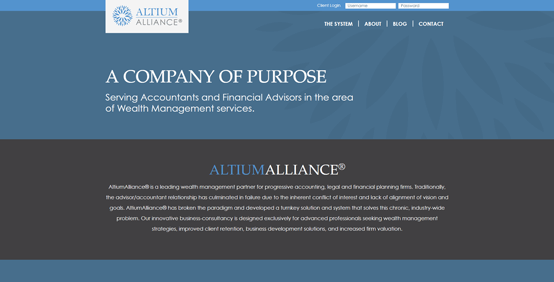 Client Login
Username
Password
ALTIUM
ALLIANCE®
THE SYSTEM
ABOUT
BLOG
CONTACT
A COMPANY OF PURPOSE
Serving Accountants and Financial Advisors in the area
of Wealth Management services.
ALTIUMALLIANCE®
AltiumAlliance® is a leading wealth management partner for progressive accounting, legal and financial planning firms. Traditionally,
the advisor/accountant relationship has culminated in failure due to the inherent conflict of interest and lack of alignment of vision and
goals. AltiumAlliance® has broken the paradigm and developed a turnkey solution and system that solves this chronic, industry-wide
problem. Our innovative business-consultancy is designed exclusively for advanced professionals seeking wealth management
strategies, improved client retention, business development solutions, and increased firm valuation.